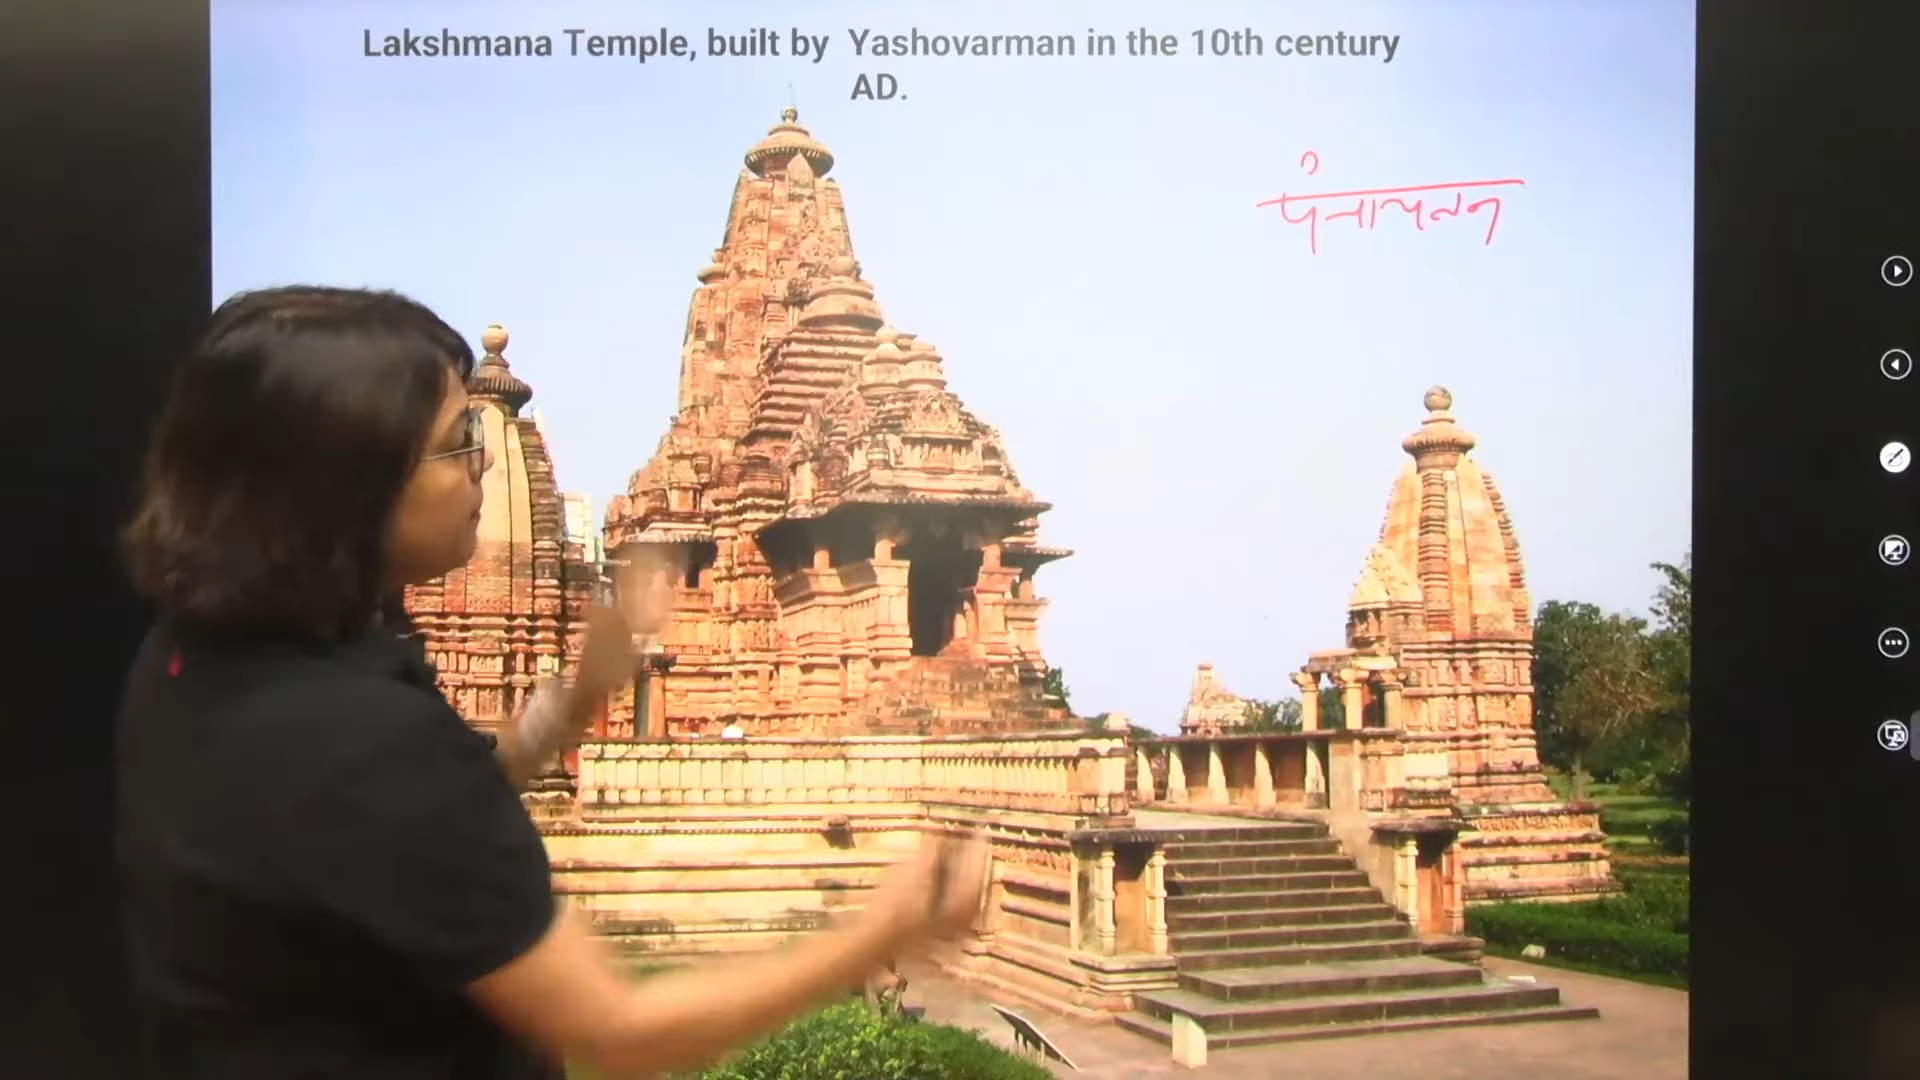 Lakshmana Temple, built by Yashovarman in the 10th century
AD.
पंचायतन